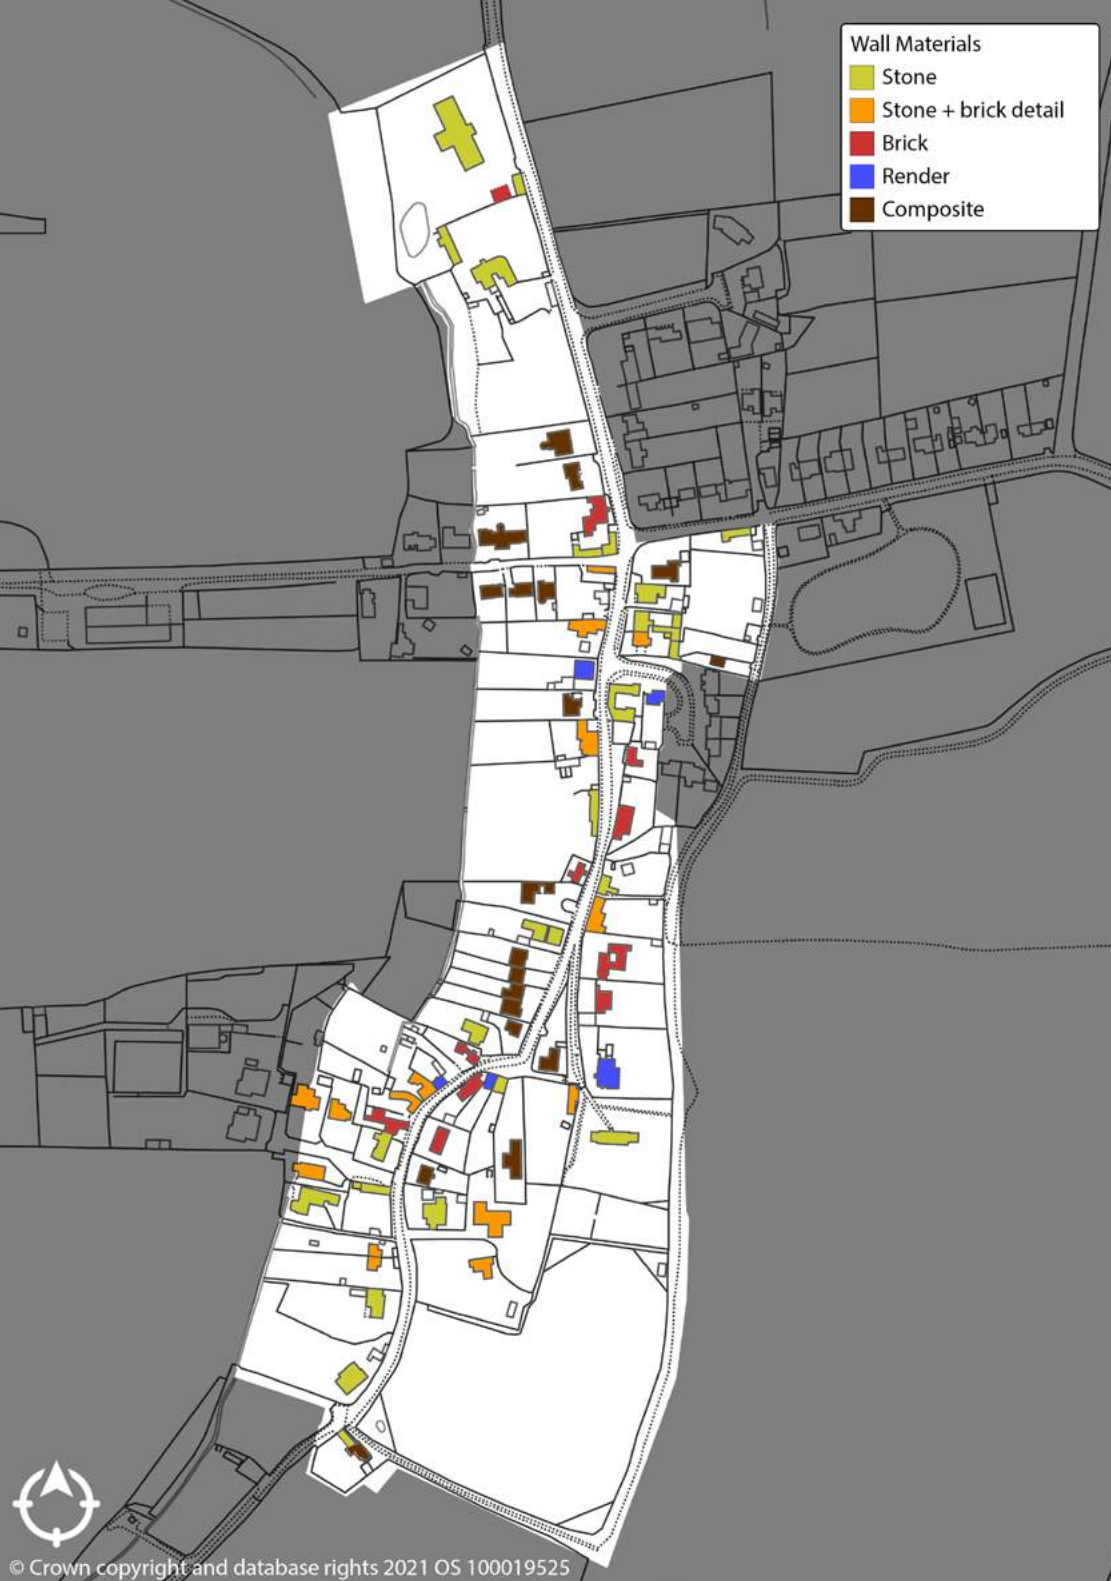 Wall Materials
Stone
Stone + brick detail
Brick
Render
Composite
© Crown copyright and database rights 2021 OS 100019525